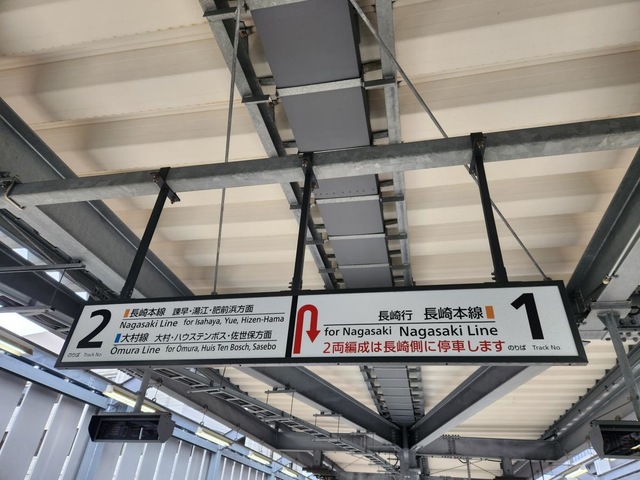 2 のりば Track No.
長崎本線 諫早・湯江・肥前浜方面
Nagasaki Line for Isahaya, Yue, Hizen-Hama
大村線 大村・ハウステンボス・佐世保方面
Omura Line for Omura, Huis Ten Bosch, Sasebo
長崎行 長崎本線
for Nagasaki Nagasaki Line
2両編成は長崎側に停車します
1 のりば Track No.